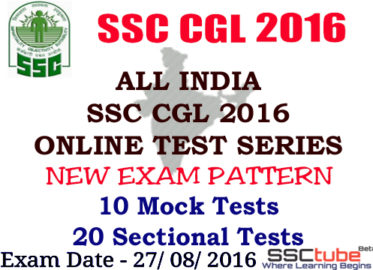 SSC CGL 2016
SSC
ALL INDIA
SSC CGL 2016
ONLINE TEST SERIES
NEW EXAM PATTERN
10 Mock Tests
20 Sectional Tests
Exam Date - 27/ 08/ 2016
SSCtube Beta
Where Learning Begins